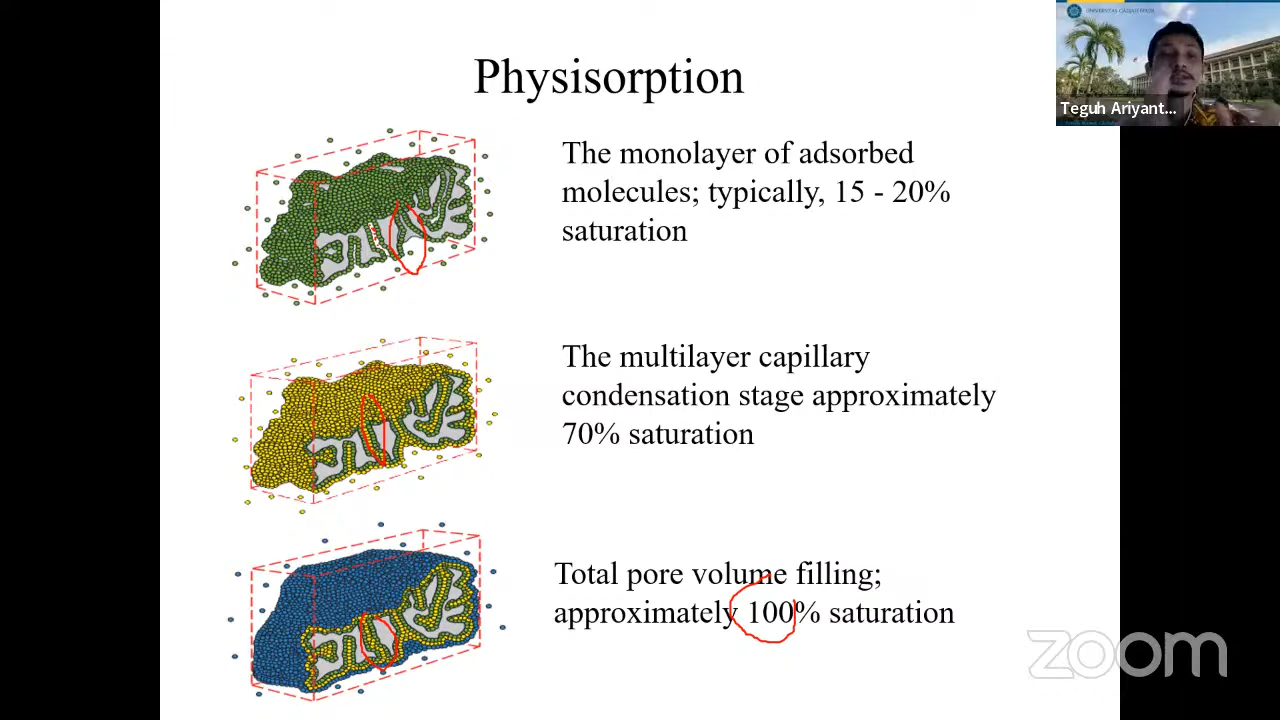 Physisorption
The monolayer of adsorbed
molecules; typically, 15 - 20%
saturation
The multilayer capillary
condensation stage approximately
70% saturation
Total pore volume filling;
approximately 100% saturation
UNIVERSITAS GADJAH MADA
Teguh Ariyant...
zoom